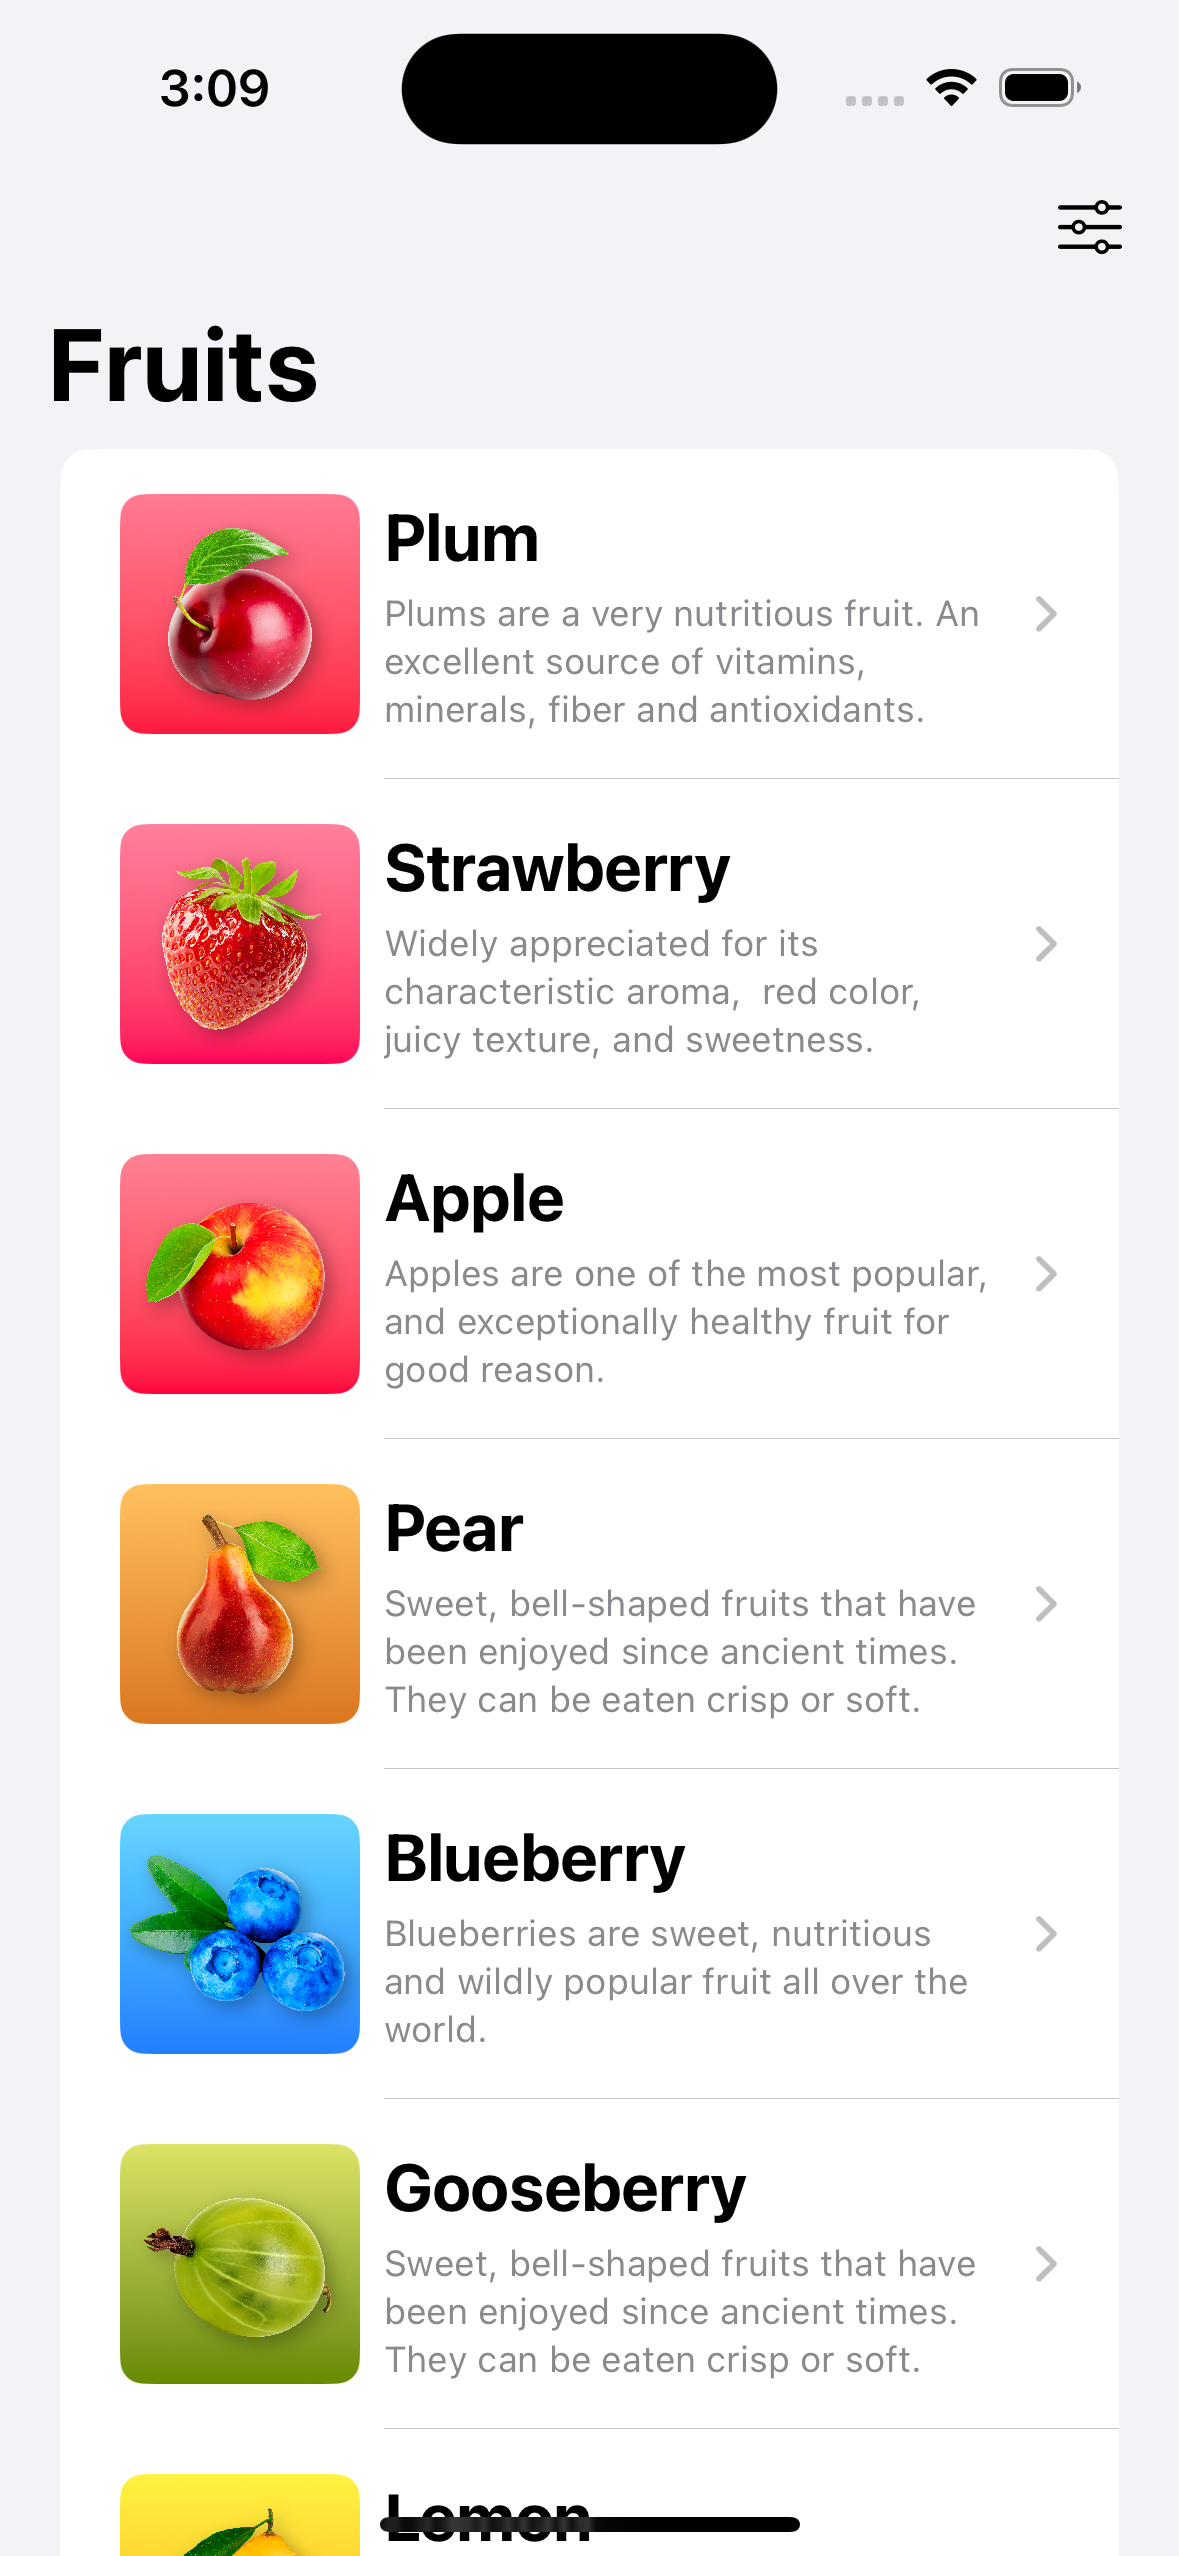 3:09
Fruits
Plum
Plums are a very nutritious fruit. An
excellent source of vitamins,
minerals, fiber and antioxidants.
Strawberry
Widely appreciated for its
characteristic aroma,  red color,
juicy texture, and sweetness.
Apple
Apples are one of the most popular,
and exceptionally healthy fruit for
good reason.
Pear
Sweet, bell-shaped fruits that have
been enjoyed since ancient times.
They can be eaten crisp or soft.
Blueberry
Blueberries are sweet, nutritious
and wildly popular fruit all over the
world.
Gooseberry
Sweet, bell-shaped fruits that have
been enjoyed since ancient times.
They can be eaten crisp or soft.
Lemon